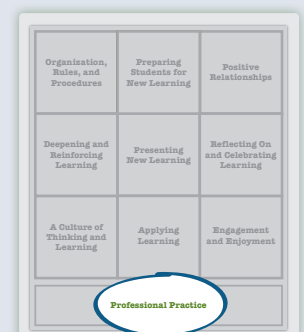 Organization,
Rules, and
Procedures
Preparing
Students for
New Learning
Positive
Relationships
Deepening and
Reinforcing
Learning
Presenting
New Learning
Reflecting On
and Celebrating
Learning
A Culture of
Thinking and
Learning
Applying
Learning
Engagement
and Enjoyment
Professional Practice